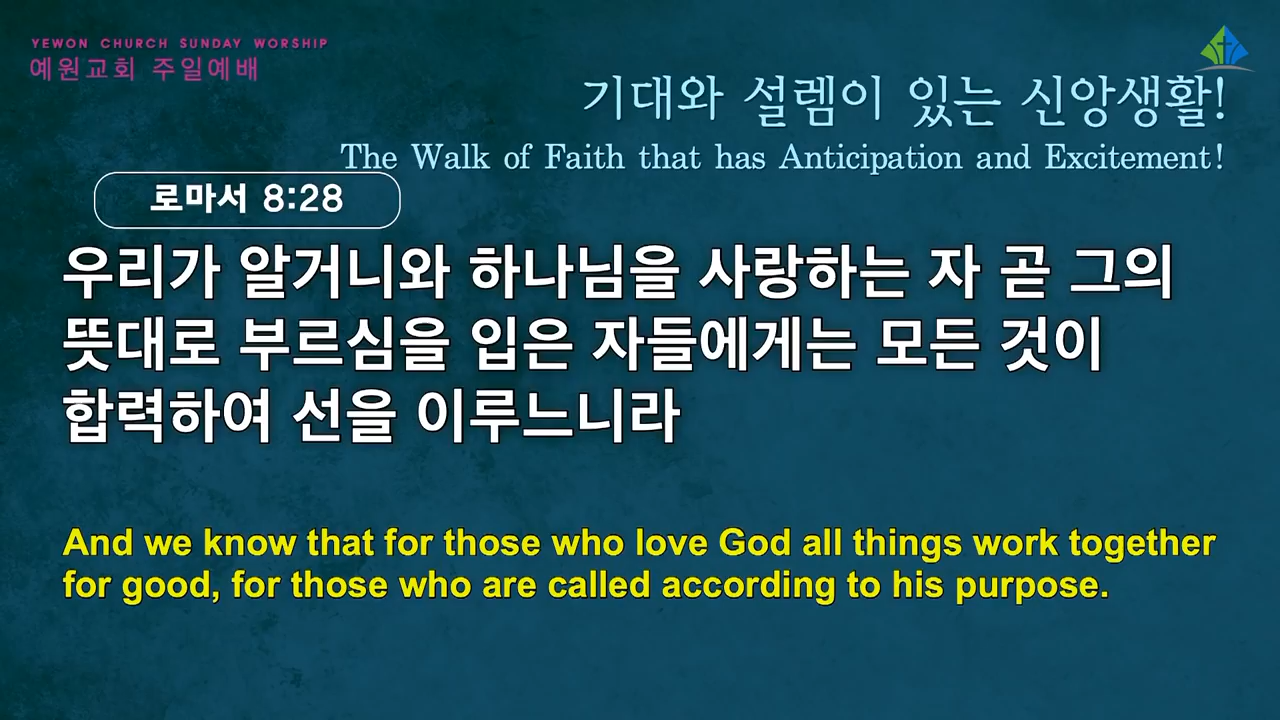 YEWON CHURCH SUNDAY WORSHIP
예원교회 주일예배
기대와 설렘이 있는 신앙생활!
The Walk of Faith that has Anticipation and Excitement!
로마서 8:28
우리가 알거니와 하나님을 사랑하는 자 곧 그의
뜻대로 부르심을 입은 자들에게는 모든 것이
합력하여 선을 이루느니라
And we know that for those who love God all things work together
for good, for those who are called according to his purpose.